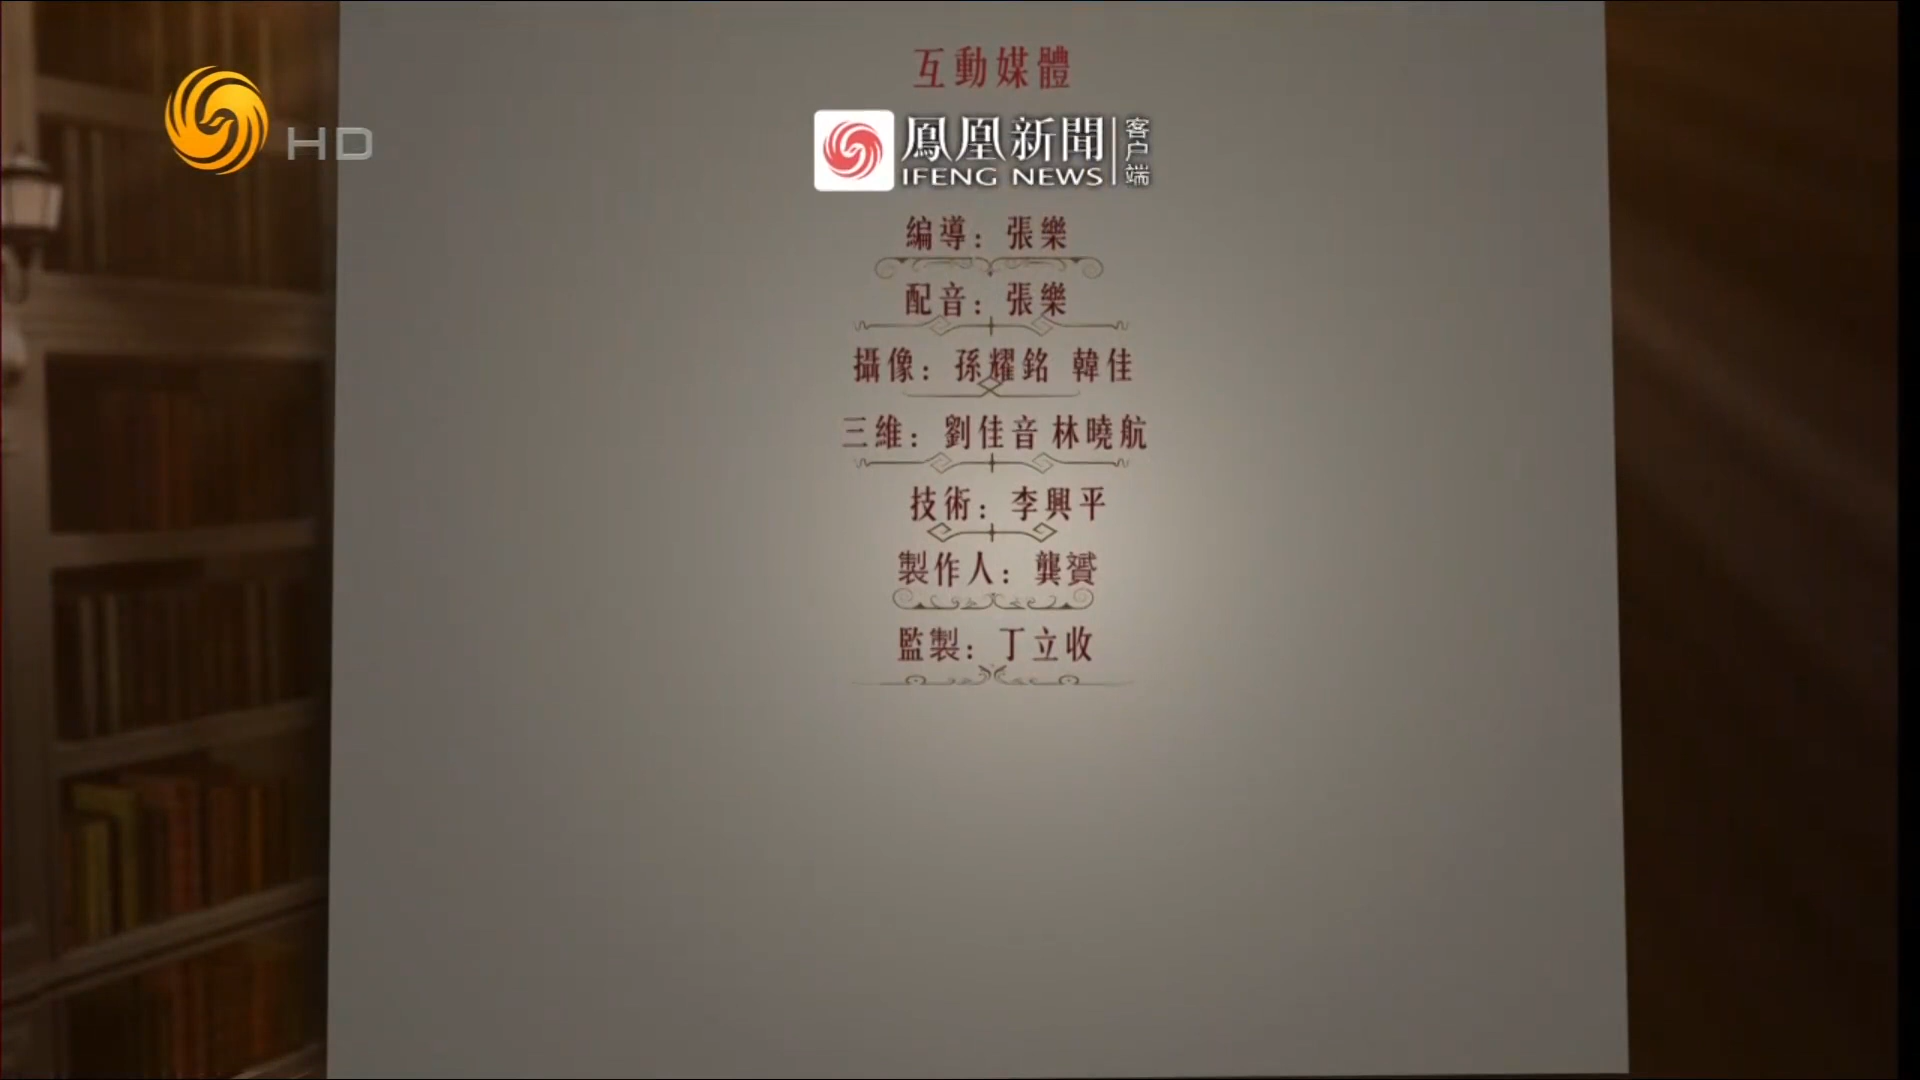 互動媒體
HD
鳳凰新聞
客户端
IFENG NEWS
編導：張樂
配音：張樂
攝像：孫耀銘 韓佳
三維：劉佳音 林曉航
技術：李興平
製作人：龔贇
監製：丁立收